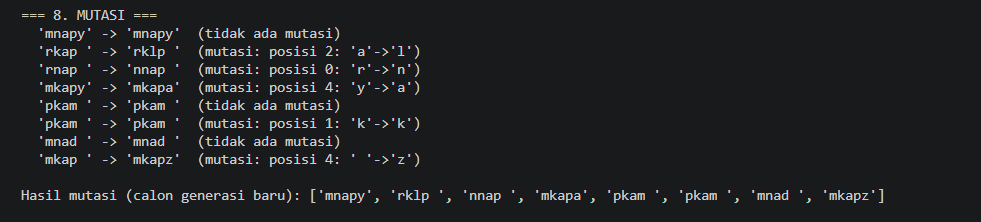 === 8. MUTASI ===
'mnapy' -> 'mnapy' (tidak ada mutasi)
'rkap ' -> 'rklp ' (mutasi: posisi 2: 'a'->'l')
'rnap ' -> 'nnap ' (mutasi: posisi 0: 'r'->'n')
'mkapy' -> 'mkapa' (mutasi: posisi 4: 'y'->'a')
'pkam ' -> 'pkam ' (tidak ada mutasi)
'pkam ' -> 'pkam ' (mutasi: posisi 1: 'k'->'k')
'mnad ' -> 'mnad ' (tidak ada mutasi)
'mkap ' -> 'mkapz' (mutasi: posisi 4: ' '->'z')
Hasil mutasi (calon generasi baru): ['mnapy', 'rklp ', 'nnap ', 'mkapa', 'pkam ', 'pkam ', 'mnad ', 'mkapz']